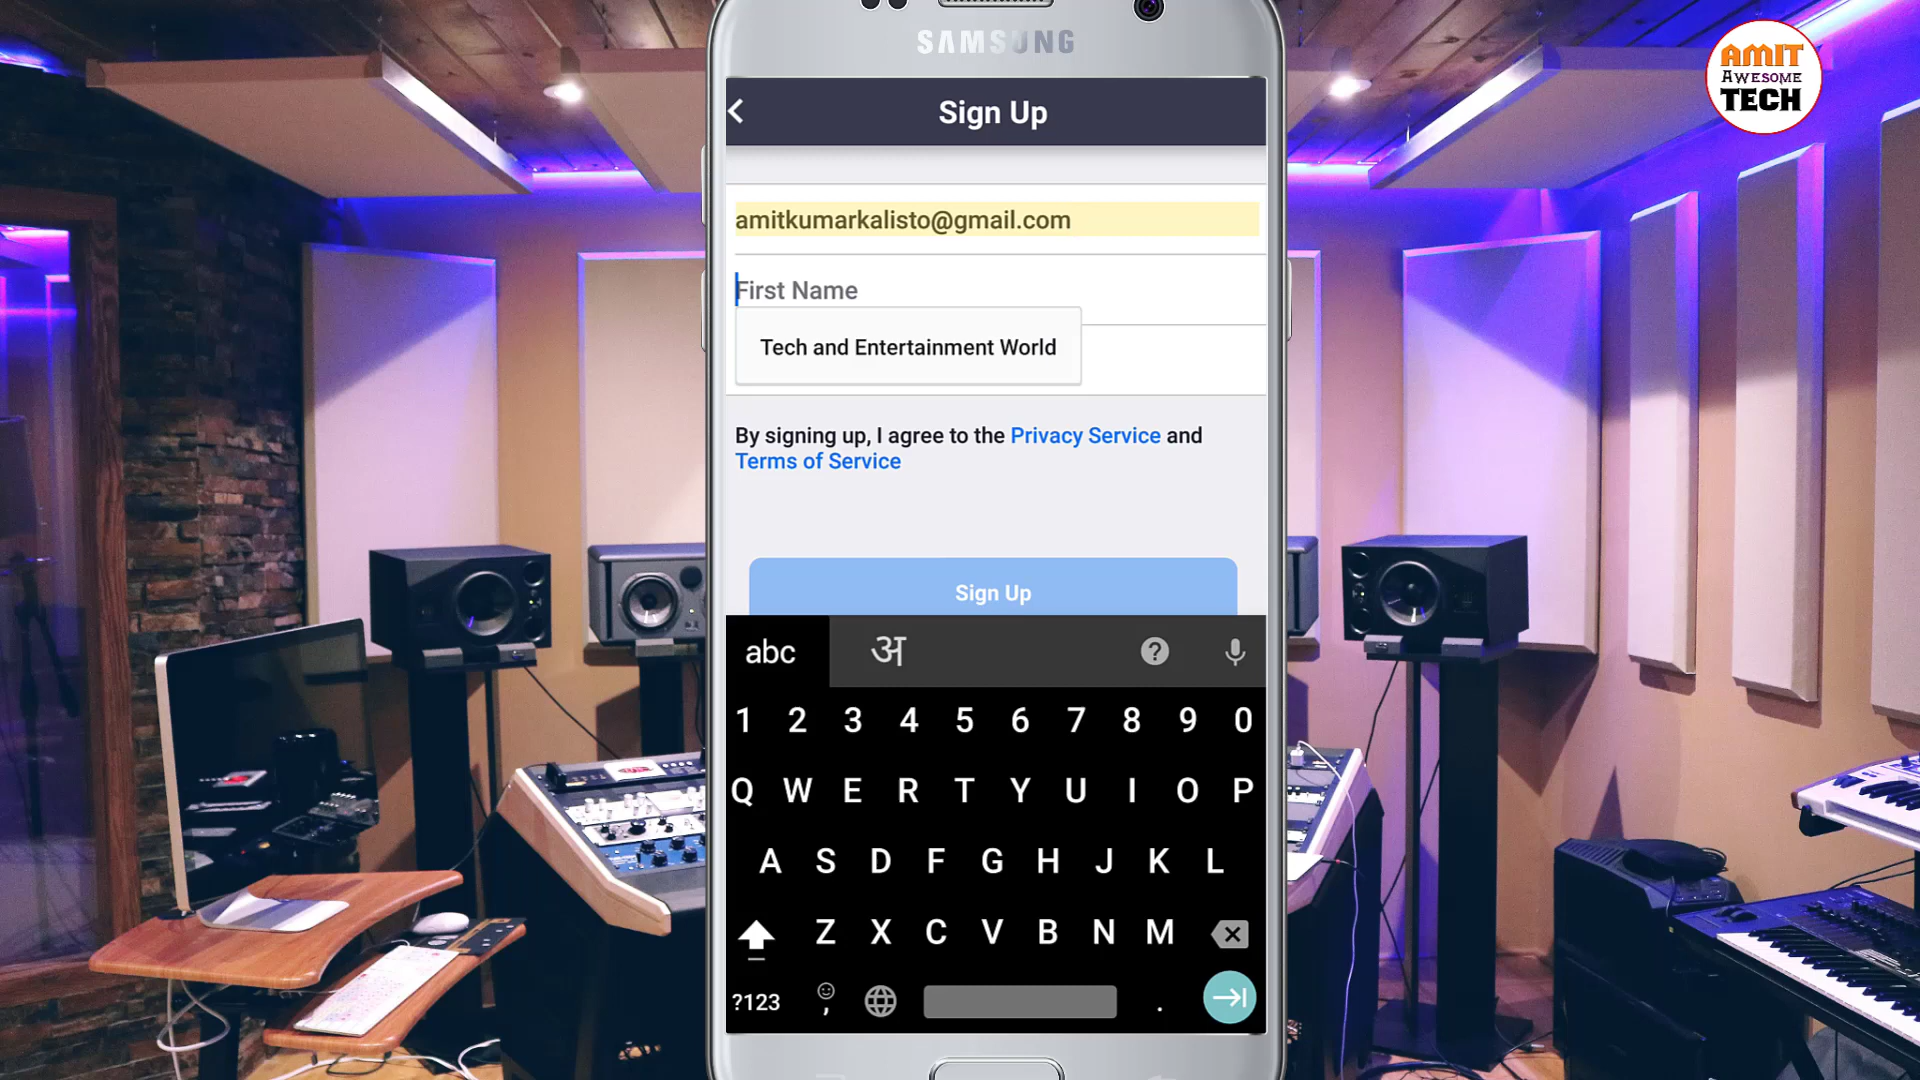 SAMSUNG
AMIT
AWESOME
TECH
Sign Up
amitkumarkalisto@gmail.com
First Name
Tech and Entertainment World
By signing up, I agree to the Privacy Service and
Terms of Service
Sign Up
abc अ ?
1 2 3 4 5 6 7 8 9 0
Q W E R T Y U I O P
A S D F G H J K L
Z X C V B N M
?123 , .